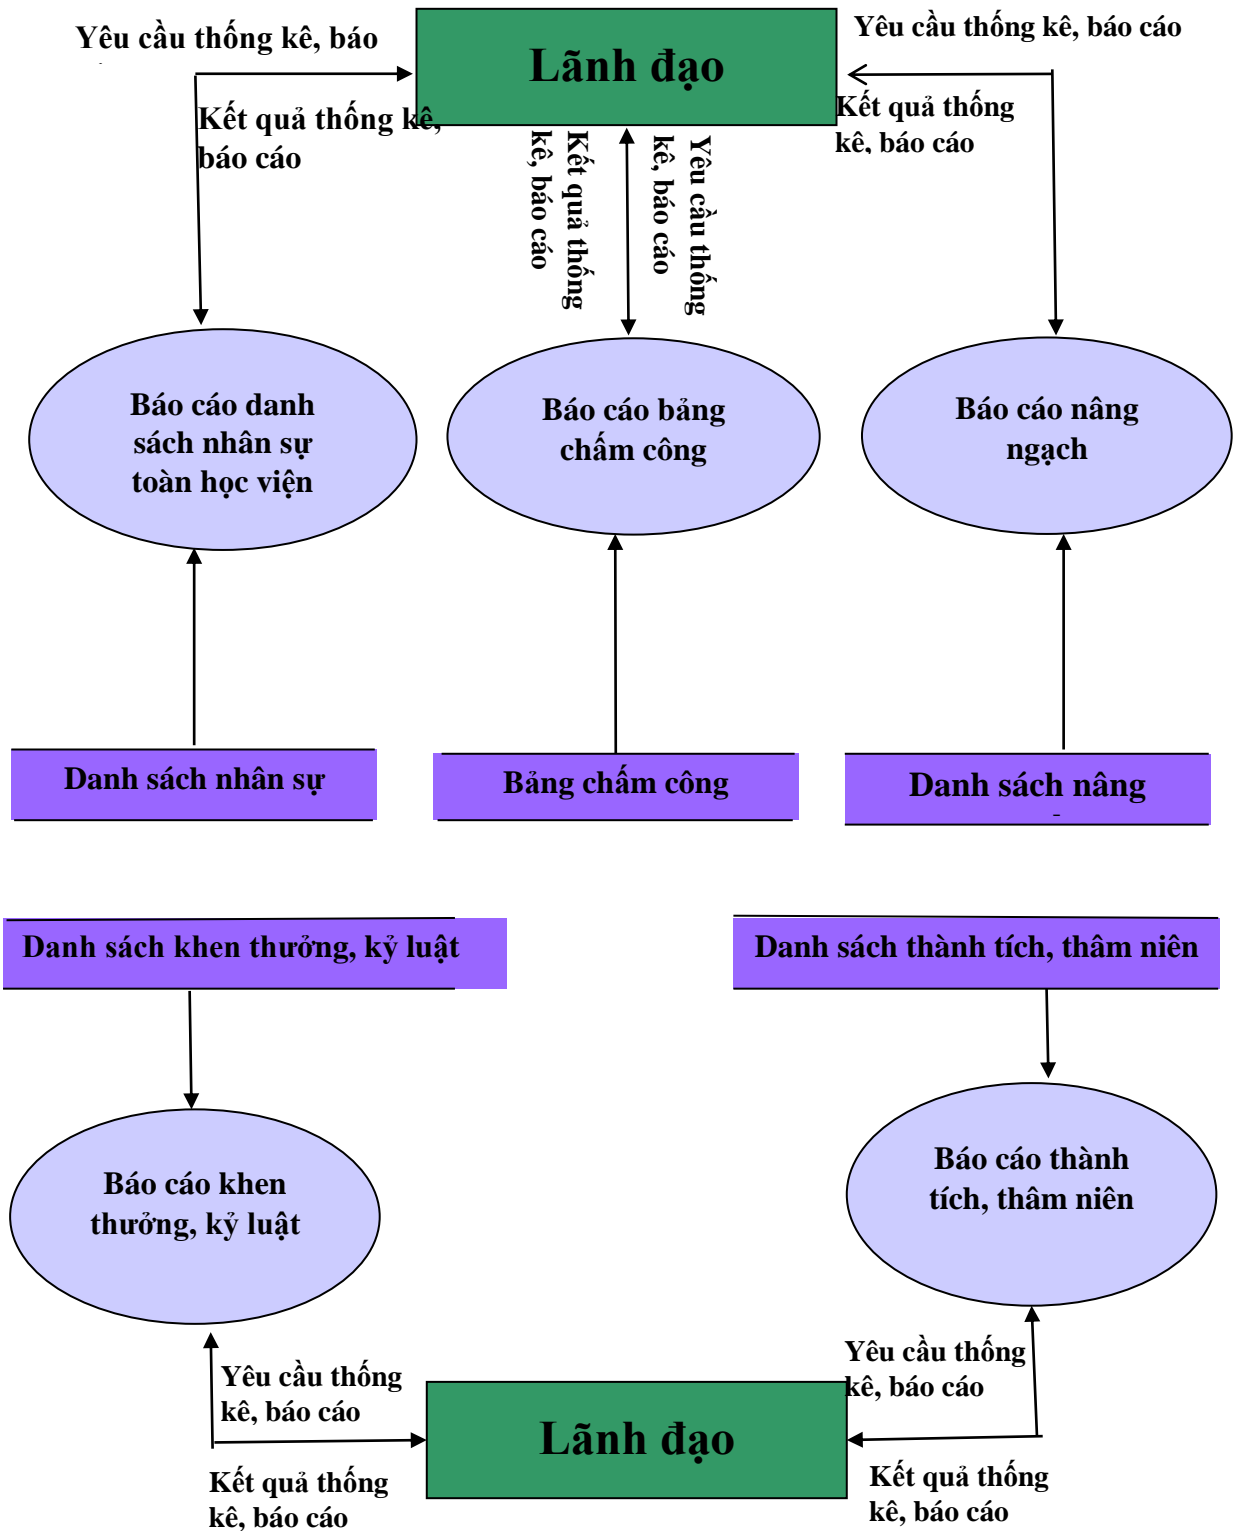 Yêu cầu thống kê, báo
Lãnh đạo
Yêu cầu thống kê, báo cáo
Kết quả thống kê,
báo cáo
Kết quả thống
kê, báo cáo
Yêu cầu thống
kê, báo cáo
Kết quả thống
kê, báo cáo
Báo cáo danh
sách nhân sự
toàn học viện
Báo cáo bảng
chấm công
Báo cáo nâng
ngạch
Danh sách nhân sự
Bảng chấm công
Danh sách nâng
Danh sách khen thưởng, kỷ luật
Danh sách thành tích, thâm niên
Báo cáo khen
thưởng, kỷ luật
Báo cáo thành
tích, thâm niên
Yêu cầu thống
kê, báo cáo
Lãnh đạo
Yêu cầu thống
kê, báo cáo
Kết quả thống
kê, báo cáo
Kết quả thống
kê, báo cáo